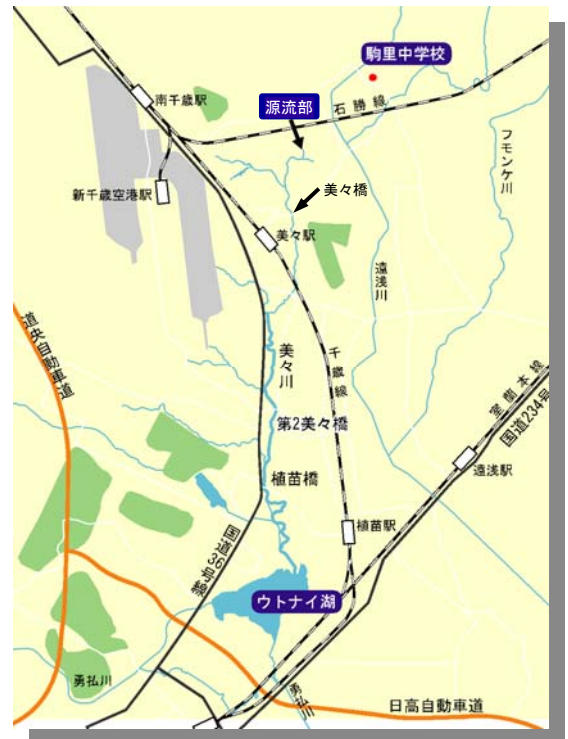 駒里中学校
南千歳駅
源流部
石勝線
フモンケ川
新千歳空港駅
美々橋
美々駅
遠浅川
道央自動車道
美々川
千歳線
室蘭本線
国道234号
第2美々橋
植苗橋
遠浅駅
植苗駅
国道36号線
ウトナイ湖
勇払川
勇払川
日高自動車道